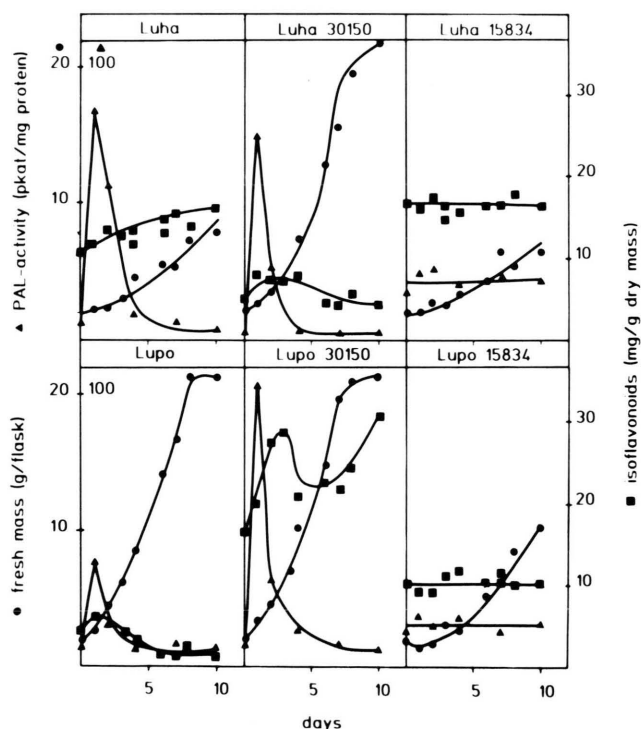 Luha
Luha 30150
Luha 15834
● ▲
20 100
10
30
20
10
Lupo
Lupo 30150
Lupo 15834
20 100
10
30
20
10
5 10
5 10
5 10
days
● fresh mass (g/flask)
▲ PAL-activity (pkat/mg protein)
■ isoflavonoids (mg/g dry mass)